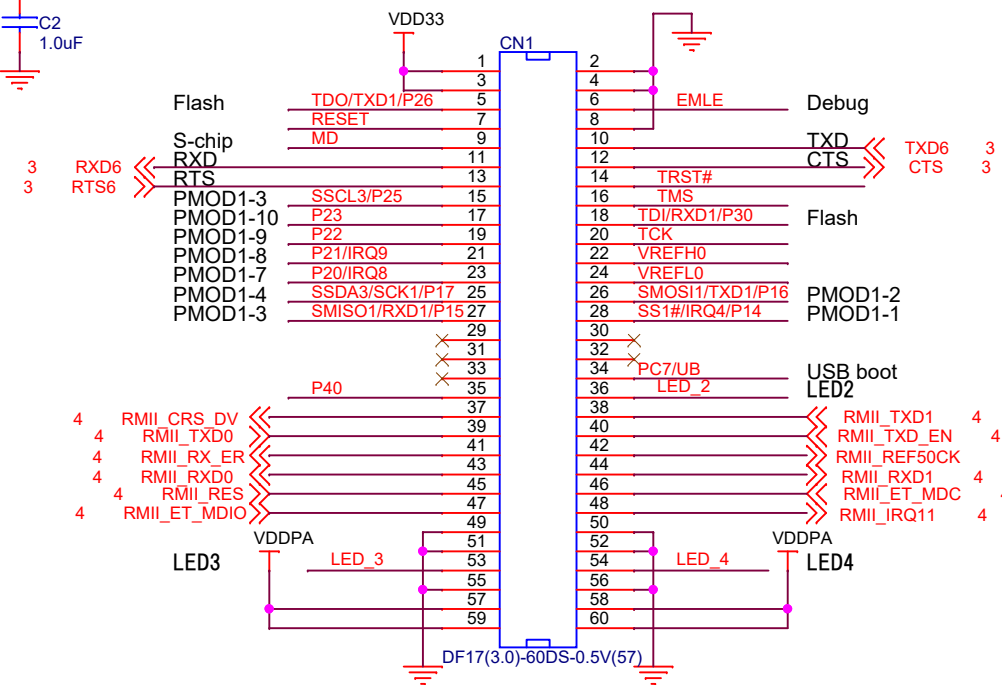 C2
1.0uF
VDD33
CN1
1 2
3 4
Flash TDO/TXD1/P26 5 6 EMLE Debug
RESET 7 8
S-chip MD 9 10 TXD TXD6 3
3 RXD6 RXD 11 12 CTS CTS 3
3 RTS6 RTS 13 14 TRST#
PMOD1-3 SSCL3/P25 15 16 TMS
PMOD1-10 P23 17 18 TDI/RXD1/P30 Flash
PMOD1-9 P22 19 20 TCK
PMOD1-8 P21/IRQ9 21 22 VREFH0
PMOD1-7 P20/IRQ8 23 24 VREFL0
PMOD1-4 SSDA3/SCK1/P17 25 26 SMOSI1/TXD1/P16 PMOD1-2
PMOD1-3 SMISO1/RXD1/P15 27 28 SS1#/IRQ4/P14 PMOD1-1
29 30
31 32
33 34 PC7/UB USB boot
P40 35 36 LED_2 LED2
4 RMII_CRS_DV 37 38 RMII_TXD1 4
4 RMII_TXD0 39 40 RMII_TXD_EN 4
4 RMII_RX_ER 41 42 RMII_REF50CK
4 RMII_RXD0 43 44 RMII_RXD1 4
4 RMII_RES 45 46 RMII_ET_MDC
4 RMII_ET_MDIO 47 48 RMII_IRQ11 4
49 50
VDDPA 51 52 VDDPA
LED3 LED_3 53 54 LED_4 LED4
55 56
57 58
59 60
DF17(3.0)-60DS-0.5V(57)